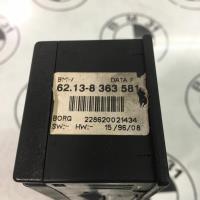 BMW DATA F
62.13-8 363 581
BORG 228620021434
SW:- HW:- 15/96/08